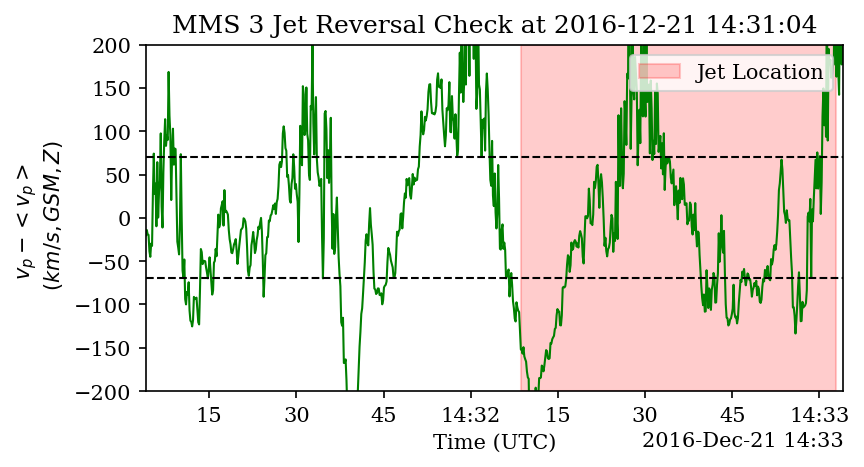 MMS 3 Jet Reversal Check at 2016-12-21 14:31:04
v_p − < v_p >
(km/s, GSM, Z)
200
150
100
50
0
−50
−100
−150
−200
Jet Location
15 30 45 14:32 15 30 45 14:33
Time (UTC)
2016-Dec-21 14:33